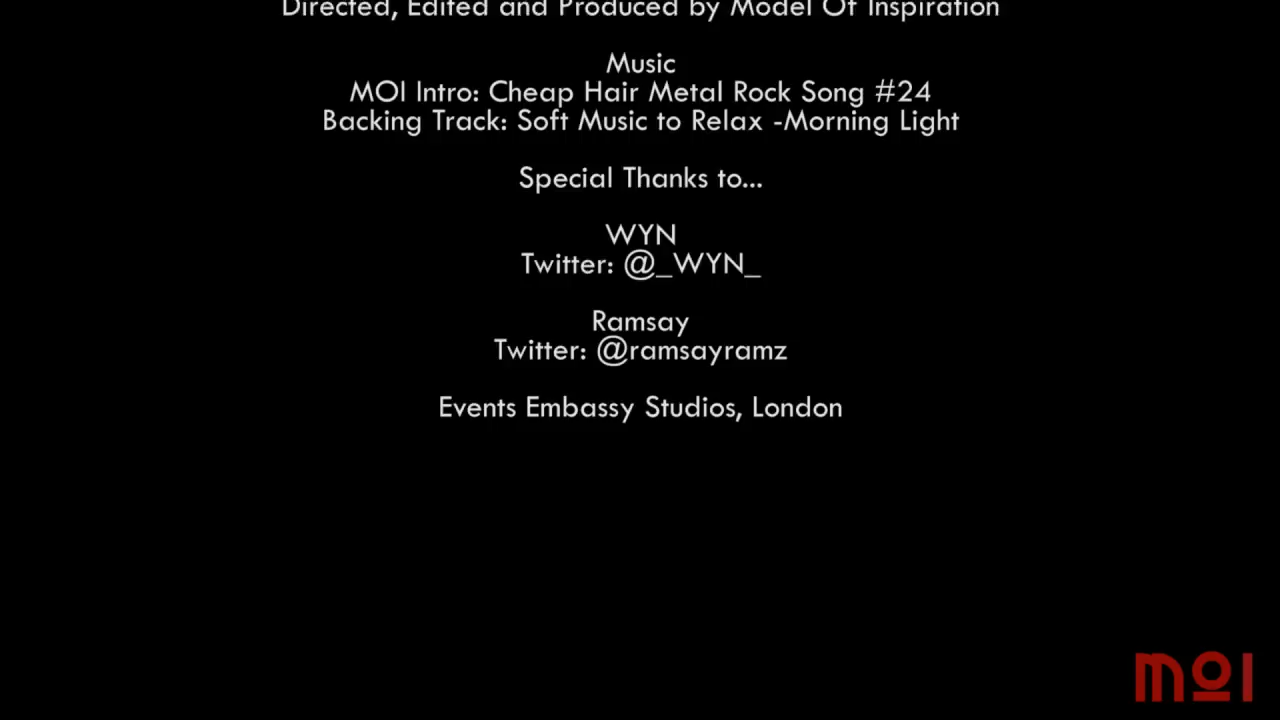 Directed, Edited and Produced by Model Of Inspiration
Music
MOI Intro: Cheap Hair Metal Rock Song #24
Backing Track: Soft Music to Relax -Morning Light
Special Thanks to...
WYN
Twitter: @_WYN_
Ramsay
Twitter: @ramsayramz
Events Embassy Studios, London
MOI